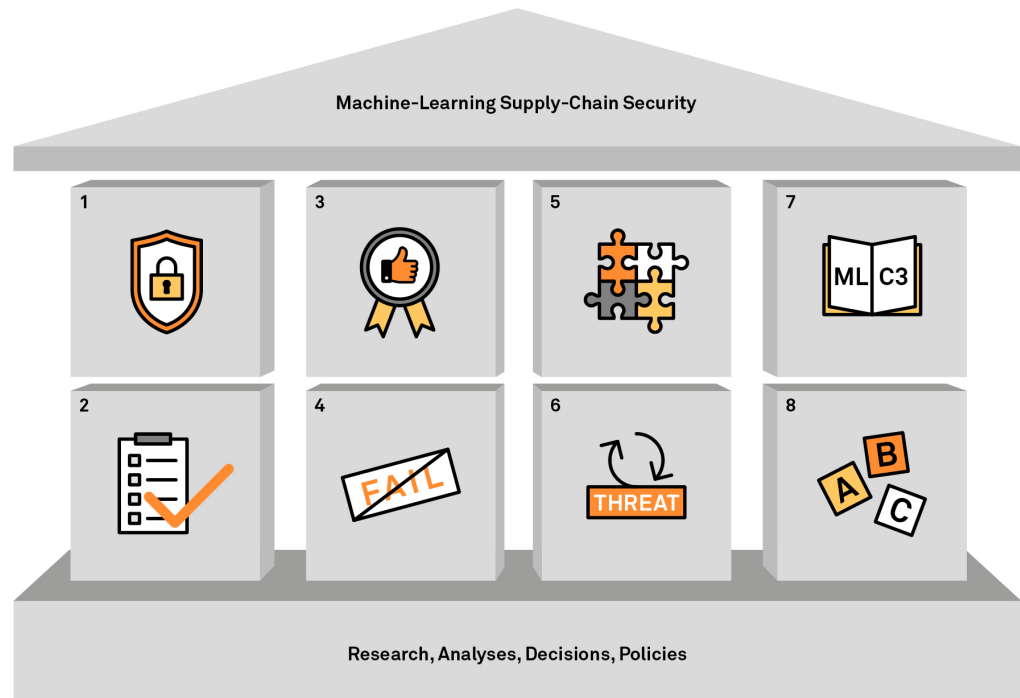 Machine-Learning Supply-Chain Security
1
3
5
7
ML C3
2
4
6
8
FAIL
THREAT
A
B
C
Research, Analyses, Decisions, Policies